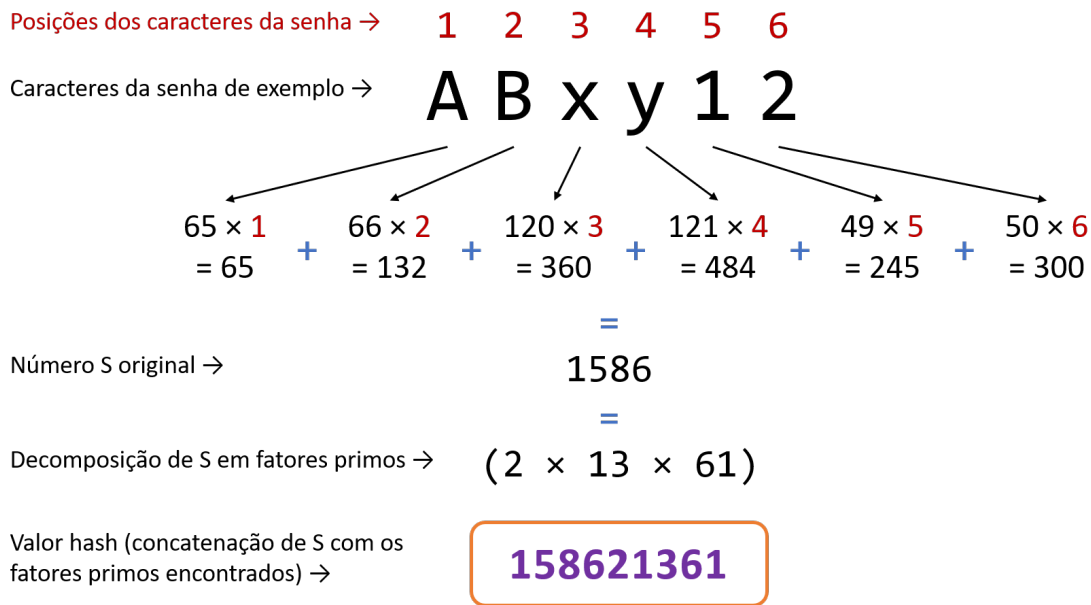 Posições dos caracteres da senha → 1 2 3 4 5 6
Caracteres da senha de exemplo → A B x y 1 2
65 × 1 66 × 2 120 × 3 121 × 4 49 × 5 50 × 6
+ + + + +
= 65 = 132 = 360 = 484 = 245 = 300
=
Número S original → 1586
=
Decomposição de S em fatores primos → (2 × 13 × 61)
Valor hash (concatenação de S com os
fatores primos encontrados) →
158621361